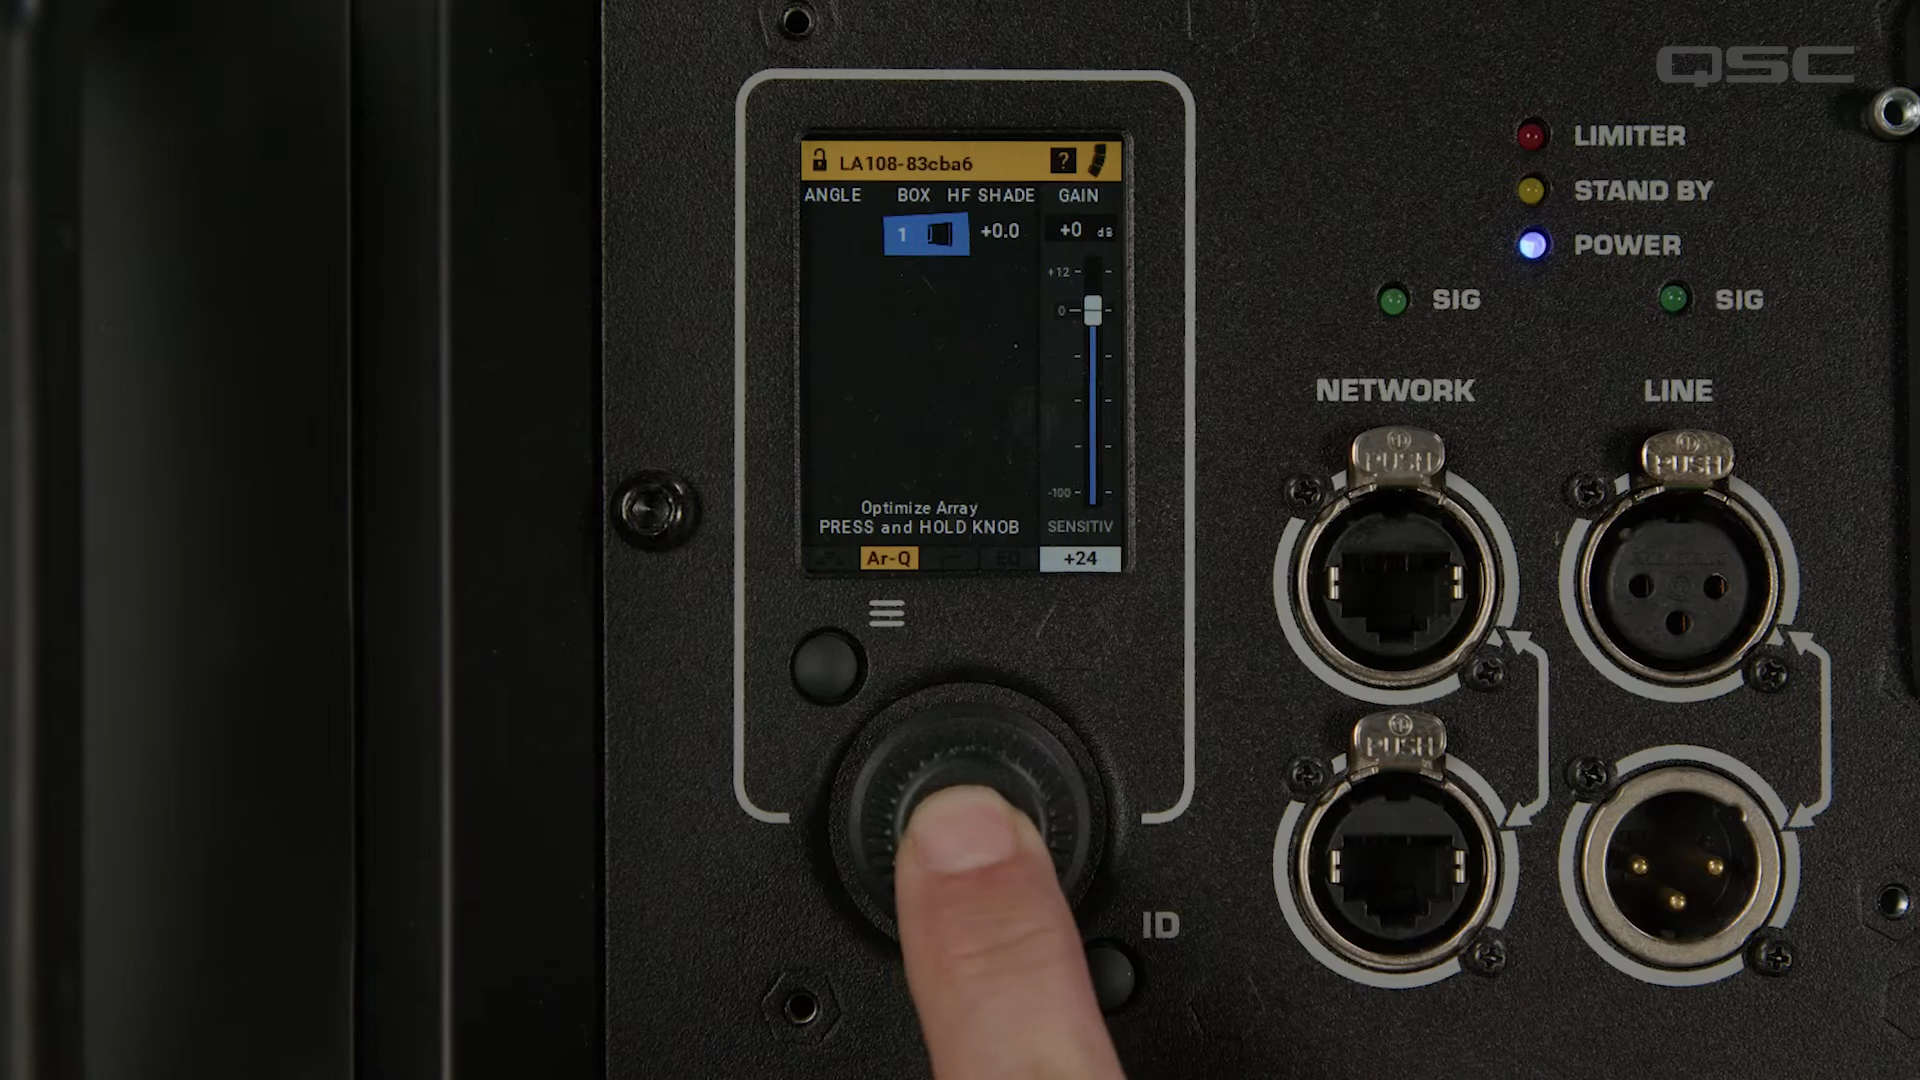 QSC
LA108-83cba6 ?
ANGLE BOX HF SHADE GAIN
1 +0.0 +0 dB
+12
0
-100
Optimize Array
PRESS and HOLD KNOB
SENSITIV
Ar-Q EQ +24
ID
LIMITER
STAND BY
POWER
SIG SIG
NETWORK LINE
PUSH PUSH
PUSH